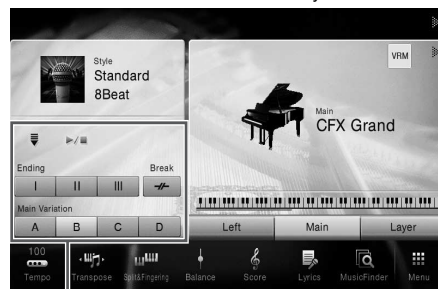 Style
Standard
8Beat
VRM
Main
CFX Grand
Ending
Break
I II III
Main Variation
A B C D
Left Main Layer
100
Tempo Transpose Split&Fingering Balance Score Lyrics MusicFinder Menu